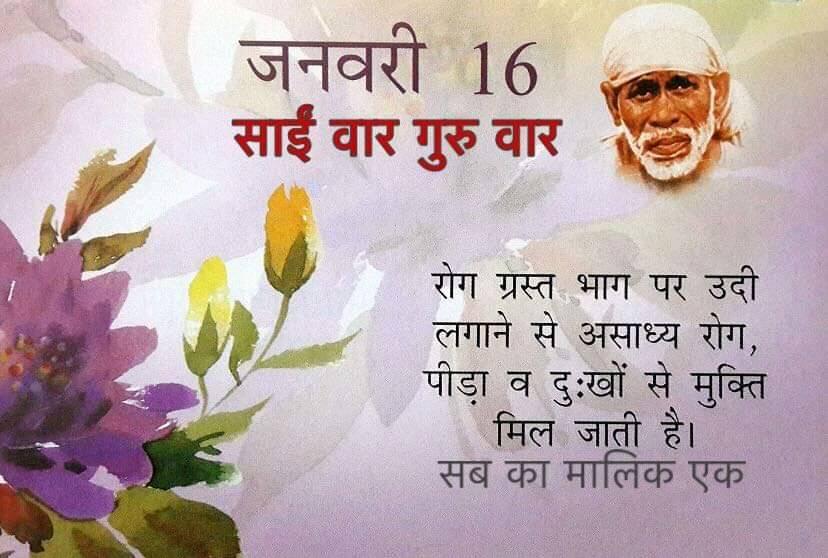 जनवरी 16
साईं वार गुरु वार
रोग ग्रस्त भाग पर उदी
लगाने से असाध्य रोग,
पीड़ा व दुःखों से मुक्ति
मिल जाती है।
सब का मालिक एक